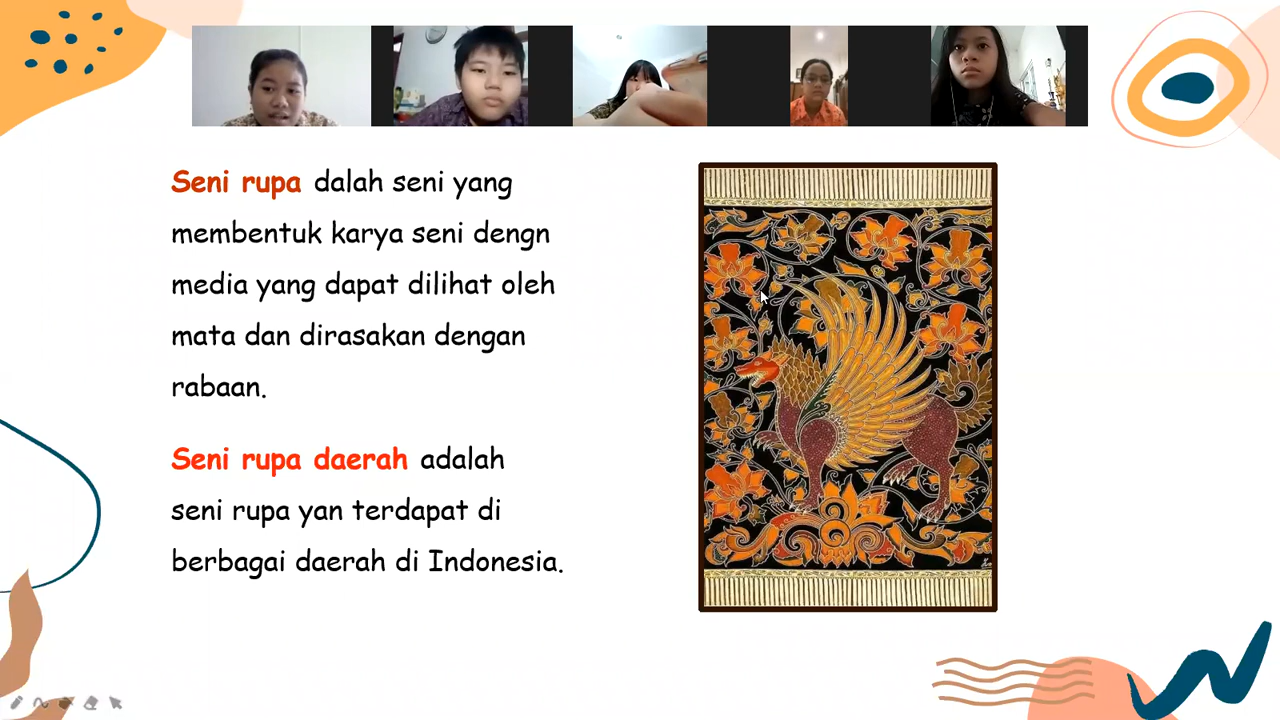 Seni rupa dalah seni yang
membentuk karya seni dengn
media yang dapat dilihat oleh
mata dan dirasakan dengan
rabaan.
Seni rupa daerah adalah
seni rupa yan terdapat di
berbagai daerah di Indonesia.